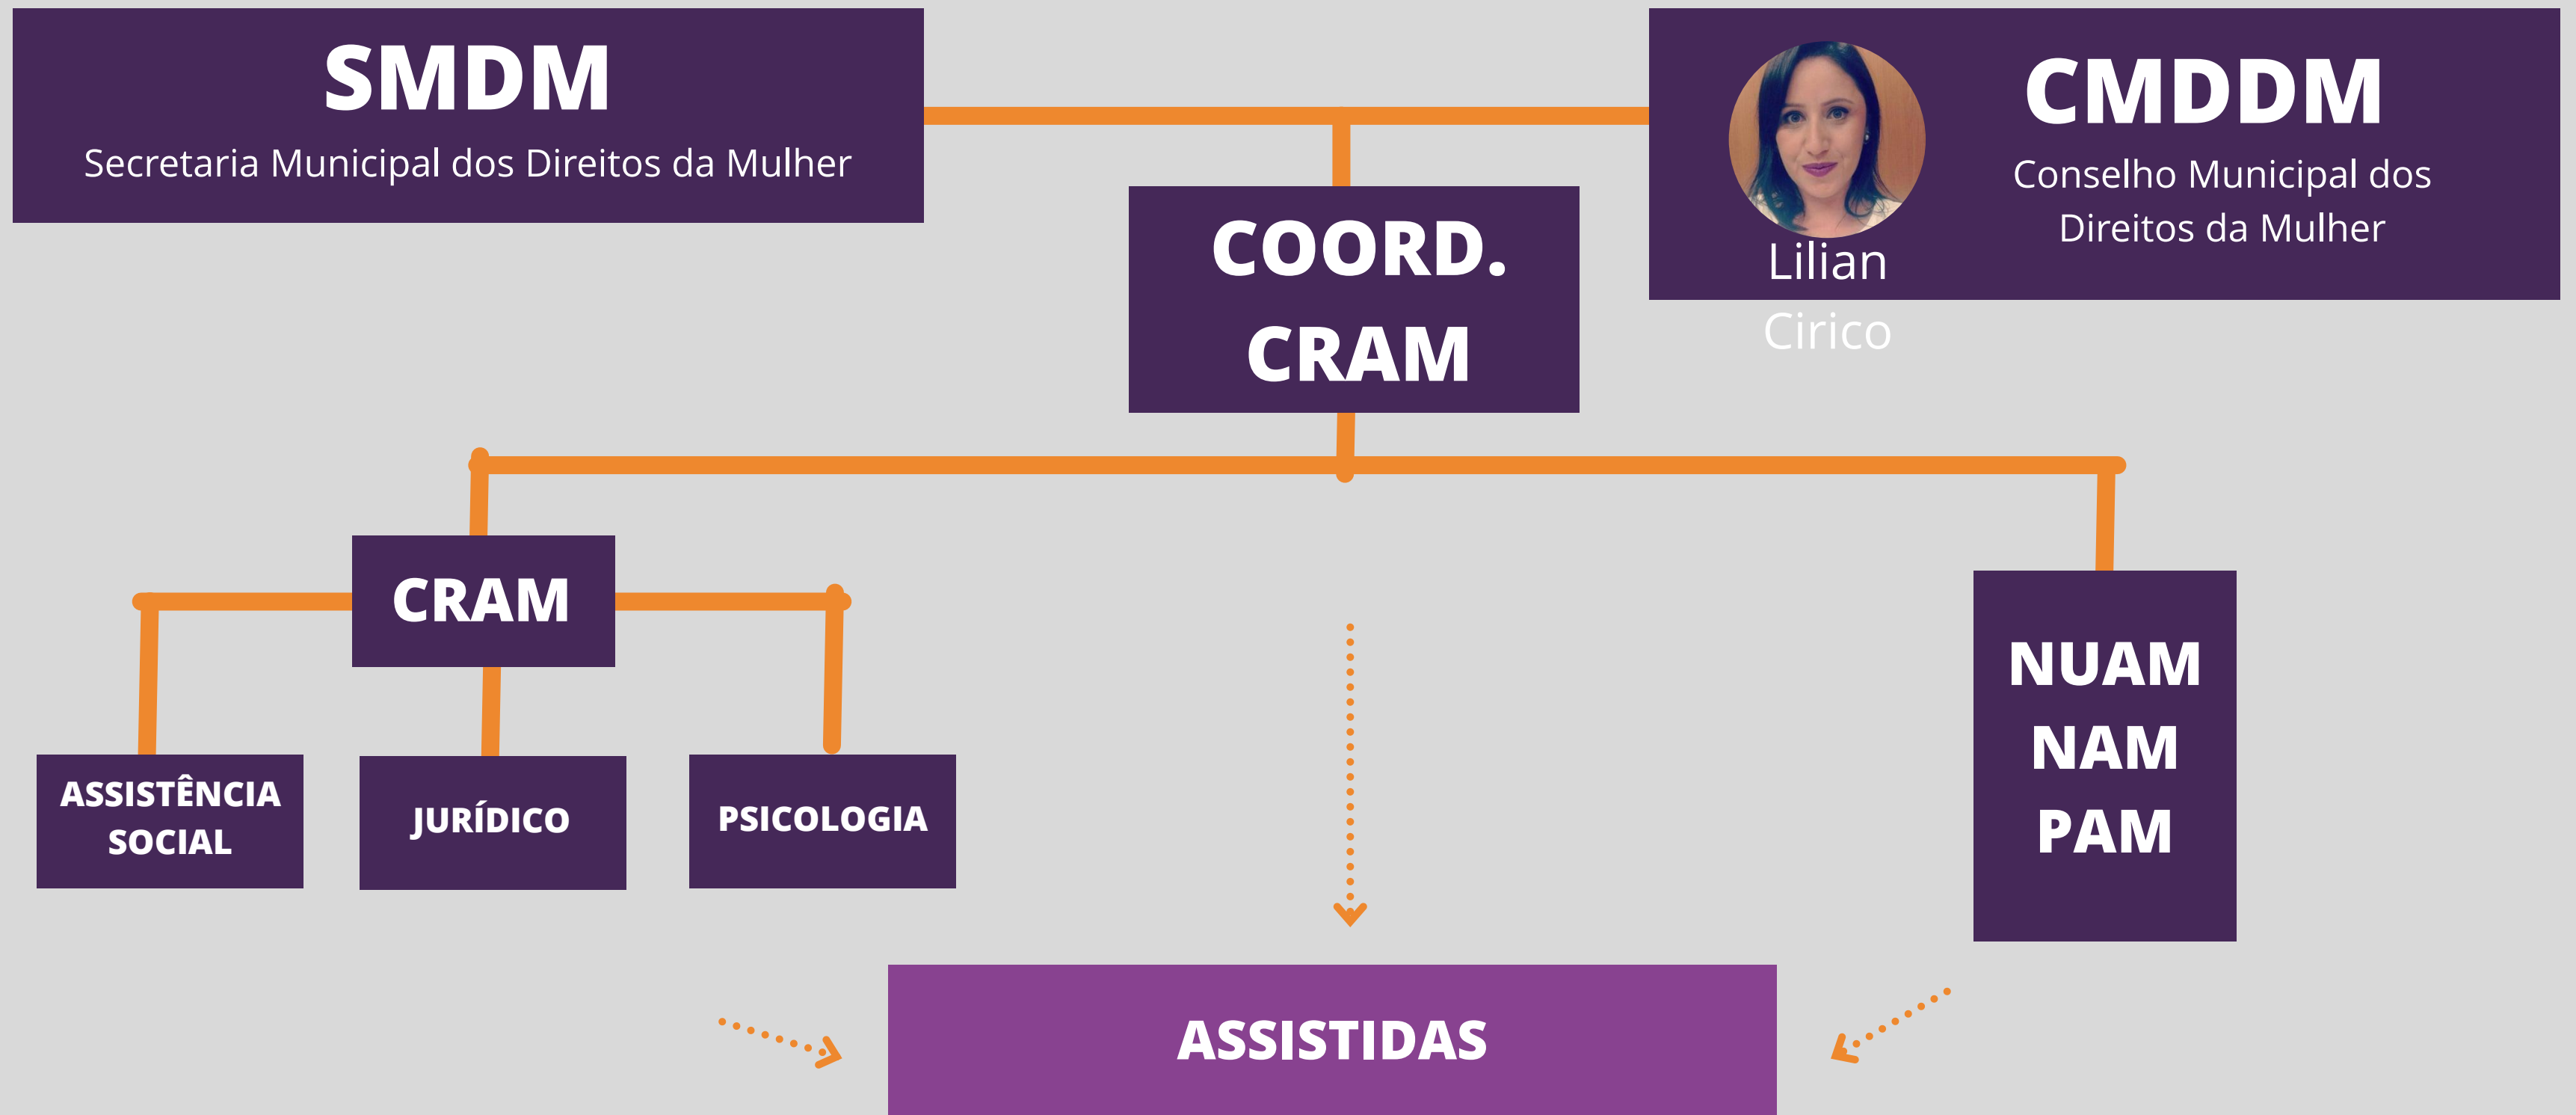 SMDM
Secretaria Municipal dos Direitos da Mulher
CMDDM
Conselho Municipal dos
Direitos da Mulher
Lilian
Cirico
COORD.
CRAM
CRAM
ASSISTÊNCIA
SOCIAL
JURÍDICO
PSICOLOGIA
NUAM
NAM
PAM
ASSISTIDAS